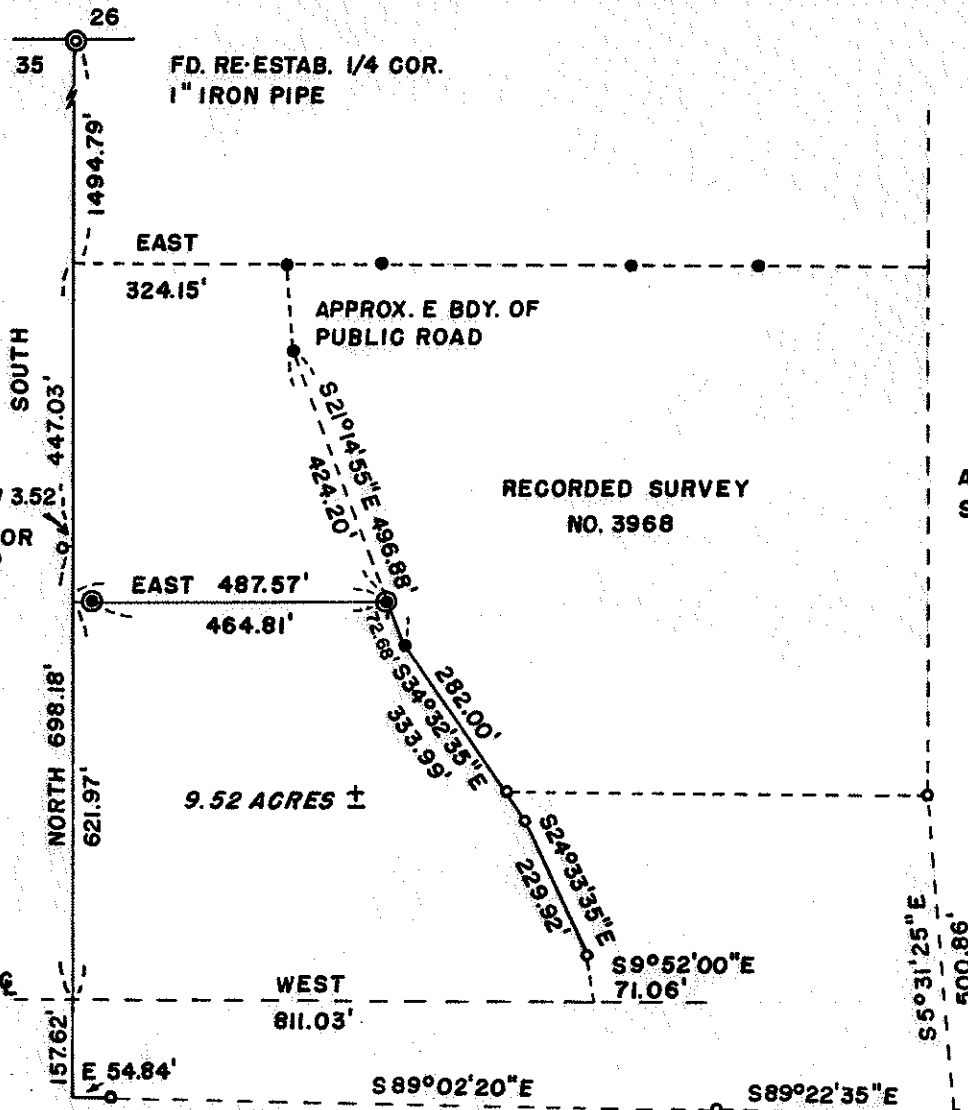 26
35
FD. RE-ESTAB. 1/4 COR.
1" IRON PIPE
1494.79'
EAST
324.15'
APPROX. E BDY. OF
PUBLIC ROAD
SOUTH
447.03'
S21°14'55"E 496.88'
424.20'
RECORDED SURVEY
NO. 3968
A
S
3.52
OR
EAST 487.57'
464.81'
72.68'
S34°32'35"E
282.00'
333.99'
NORTH 698.18'
621.97'
9.52 ACRES ±
S24°33'35"E
229.92'
S9°52'00"E
71.06'
S5°31'25"E
500.86'
WEST
811.03'
157.62'
E 54.84'
S89°02'20"E
S89°22'35"E